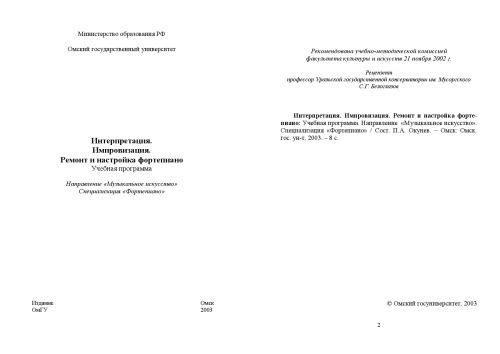 Министерство образования РФ
Омский государственный университет
Интерпретация.
Импровизация.
Ремонт и настройка фортепиано
Учебная программа
Направление «Музыкальное искусство»
Специализация «Фортепиано»
Издание
ОмГУ
Омск
2003
Рекомендована учебно-методической комиссией
факультета культуры и искусств 21 ноября 2002 г.
Рецензент
профессор Уральской государственной консерватории им. Мусоргского
С.Г. Белоглазов
Интерпретация. Импровизация. Ремонт и настройка форте-
пиано: Учебная программа. Направление «Музыкальное искусство».
Специализация «Фортепиано» / Сост. П.А. Окунев. – Омск: Омск.
гос. ун-т, 2003. – 8 с.
© Омский госуниверситет, 2003
2